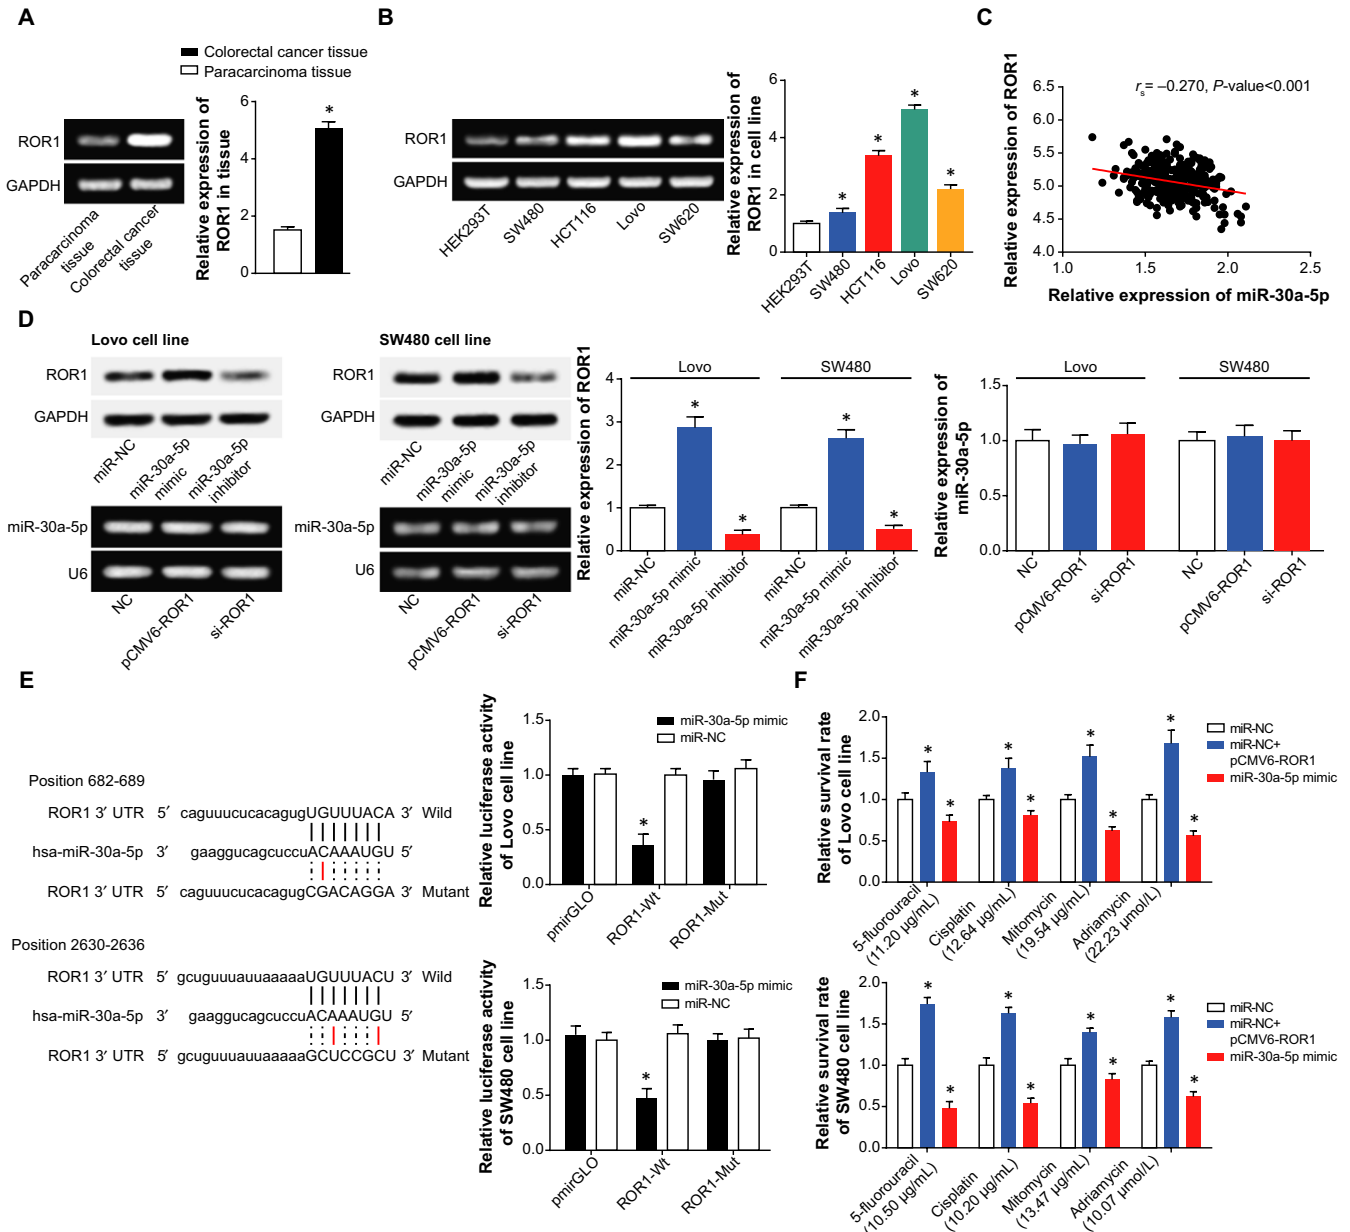 A
Colorectal cancer tissue
Paracarcinoma tissue
ROR1
GAPDH
Paracarcinoma
tissue
Colorectal cancer
tissue
Relative expression of
ROR1 in tissue
6
4
2
0
*
B
ROR1
GAPDH
HEK293T
SW480
HCT116
Lovo
SW620
Relative expression of
ROR1 in cell line
6
4
2
0
*
*
*
*
HEK293T
SW480
HCT116
Lovo
SW620
C
Relative expression of ROR1
6.5
6.0
5.5
5.0
4.5
4.0
rs= –0.270, P-value<0.001
1.0
1.5
2.0
2.5
Relative expression of miR-30a-5p
D
Lovo cell line
ROR1
GAPDH
miR-NC
miR-30a-5p
mimic
miR-30a-5p
inhibitor
miR-30a-5p
U6
NC
pCMV6-ROR1
si-ROR1
SW480 cell line
ROR1
GAPDH
miR-NC
miR-30a-5p
mimic
miR-30a-5p
inhibitor
miR-30a-5p
U6
NC
pCMV6-ROR1
si-ROR1
Relative expression of ROR1
4
3
2
1
0
Lovo
SW480
*
*
*
*
miR-NC
miR-30a-5p mimic
miR-30a-5p inhibitor
miR-NC
miR-30a-5p mimic
miR-30a-5p inhibitor
Relative expression of
miR-30a-5p
1.5
1.0
0.5
0.0
Lovo
SW480
NC
pCMV6-ROR1
si-ROR1
NC
pCMV6-ROR1
si-ROR1
E
Position 682-689
ROR1 3′ UTR 5′ caguuucucacagugUGUUUACA 3′ Wild
hsa-miR-30a-5p 3′ gaaggucagcuccuACAAAUGU 5′
ROR1 3′ UTR 5′ caguuucucacagugCGACAGGA 3′ Mutant
Position 2630-2636
ROR1 3′ UTR 5′ gcuguuuauuaaaaaUGUUUACU 3′ Wild
hsa-miR-30a-5p 3′ gaaggucagcuccuACAAAUGU 5′
ROR1 3′ UTR 5′ gcuguuuauuaaaaaGCUCCGCU 3′ Mutant
Relative luciferase activity
of Lovo cell line
1.5
1.0
0.5
0.0
miR-30a-5p mimic
miR-NC
*
pmirGLO
ROR1-Wt
ROR1-Mut
Relative luciferase activity
of SW480 cell line
1.5
1.0
0.5
0.0
miR-30a-5p mimic
miR-NC
*
pmirGLO
ROR1-Wt
ROR1-Mut
F
Relative survival rate
of Lovo cell line
2.0
1.5
1.0
0.5
0.0
*
*
*
*
*
*
*
*
miR-NC
miR-NC+
pCMV6-ROR1
miR-30a-5p mimic
5-fluorouracil
(11.20 µg/mL)
Cisplatin
(12.64 µg/mL)
Mitomycin
(19.54 µg/mL)
Adriamycin
(22.23 µmol/L)
Relative survival rate
of SW480 cell line
2.0
1.5
1.0
0.5
0.0
*
*
*
*
*
*
*
*
miR-NC
miR-NC+
pCMV6-ROR1
miR-30a-5p mimic
5-fluorouracil
(10.50 µg/mL)
Cisplatin
(10.20 µg/mL)
Mitomycin
(13.47 µg/mL)
Adriamycin
(10.07 µmol/L)